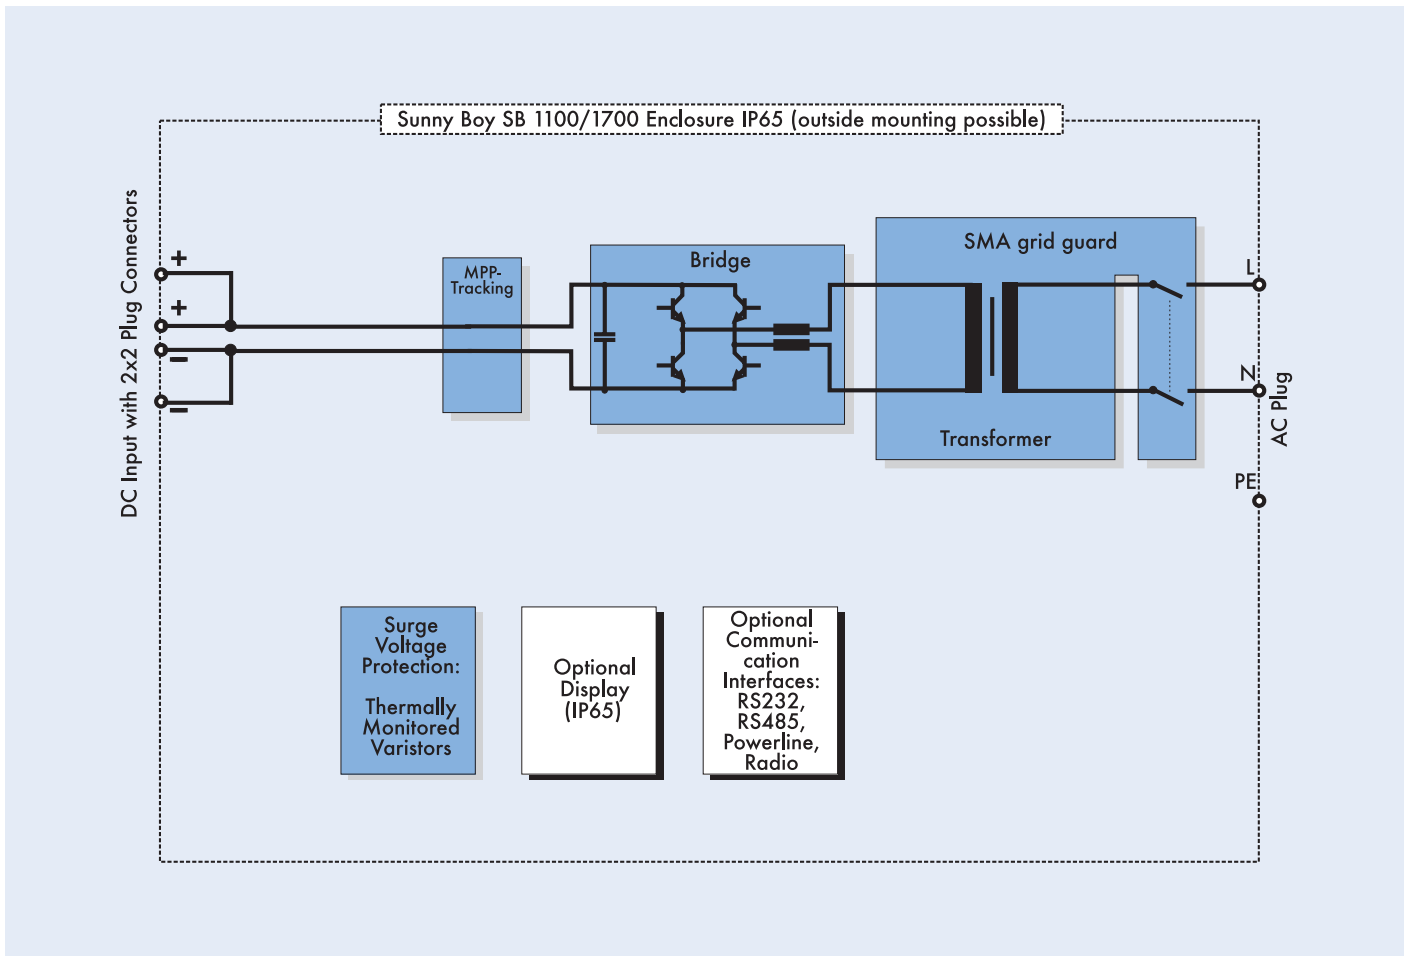 Sunny Boy SB 1100/1700 Enclosure IP65 (outside mounting possible)
DC Input with 2x2 Plug Connectors
+
+
–
–
MPP-
Tracking
Bridge
SMA grid guard
Transformer
L
N
AC Plug
PE
Surge
Voltage
Protection:
Thermally
Monitored
Varistors
Optional
Display
(IP65)
Optional
Communi-
cation
Interfaces:
RS232,
RS485,
Powerline,
Radio